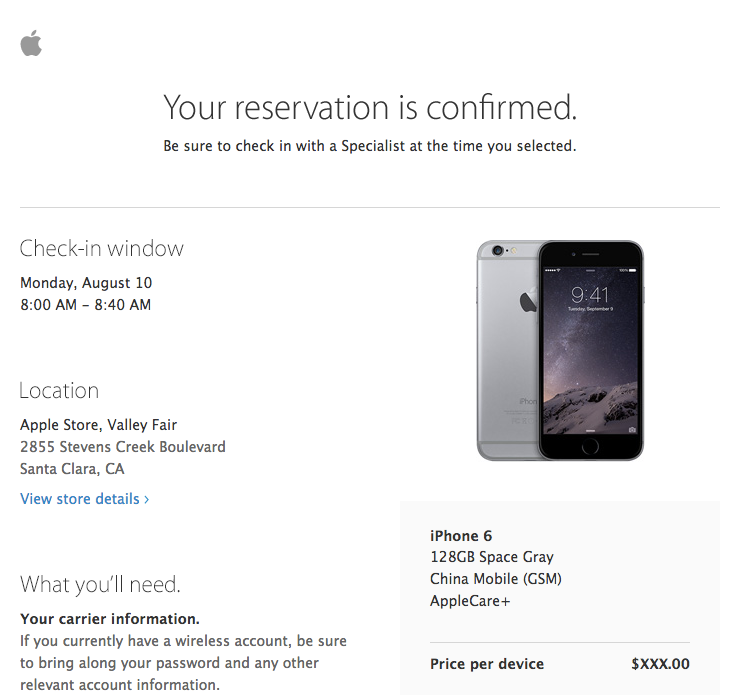 Your reservation is confirmed.
Be sure to check in with a Specialist at the time you selected.
Check-in window
Monday, August 10
8:00 AM – 8:40 AM
100%
9:41
Tuesday, September 9
iPhone
Location
Apple Store, Valley Fair
2855 Stevens Creek Boulevard
Santa Clara, CA
View store details ›
iPhone 6
128GB Space Gray
China Mobile (GSM)
AppleCare+
What you’ll need.
Your carrier information.
If you currently have a wireless account, be sure
to bring along your password and any other
relevant account information.
Price per device $XXX.00